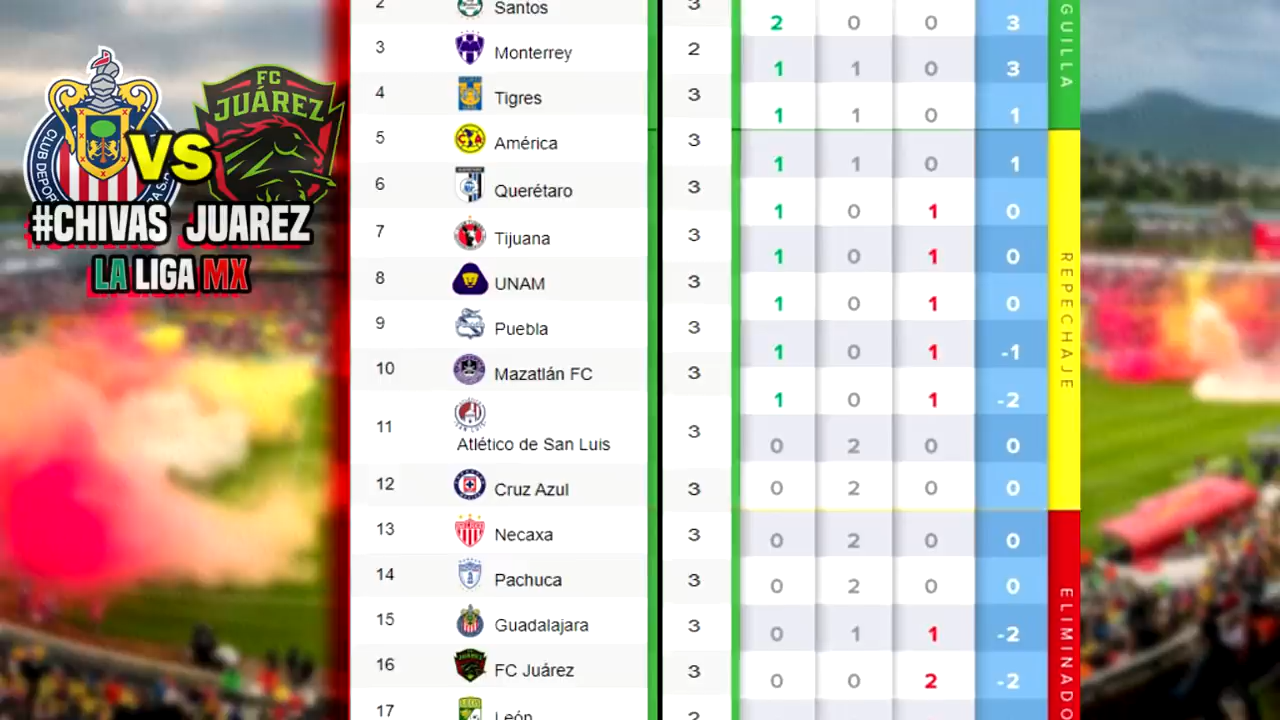 2 Santos 3 2 0 0 3
3 Monterrey 2 1 1 0 3
4 Tigres 3 1 1 0 1
5 América 3 1 1 0 1
6 Querétaro 3 1 0 1 0
7 Tijuana 3 1 0 1 0
8 UNAM 3 1 0 1 0
9 Puebla 3 1 0 1 -1
10 Mazatlán FC 3 1 0 1 -2
11 Atlético de San Luis 3 0 2 0 0
12 Cruz Azul 3 0 2 0 0
13 Necaxa 3 0 2 0 0
14 Pachuca 3 0 2 0 0
15 Guadalajara 3 0 1 1 -2
16 FC Juárez 3 0 0 2 -2
17 León
GUILLA
REPECHAJE
ELIMINADO
CLUB DEPOR
FC
JUÁREZ
VS
#CHIVAS JUAREZ
LA LIGA MX